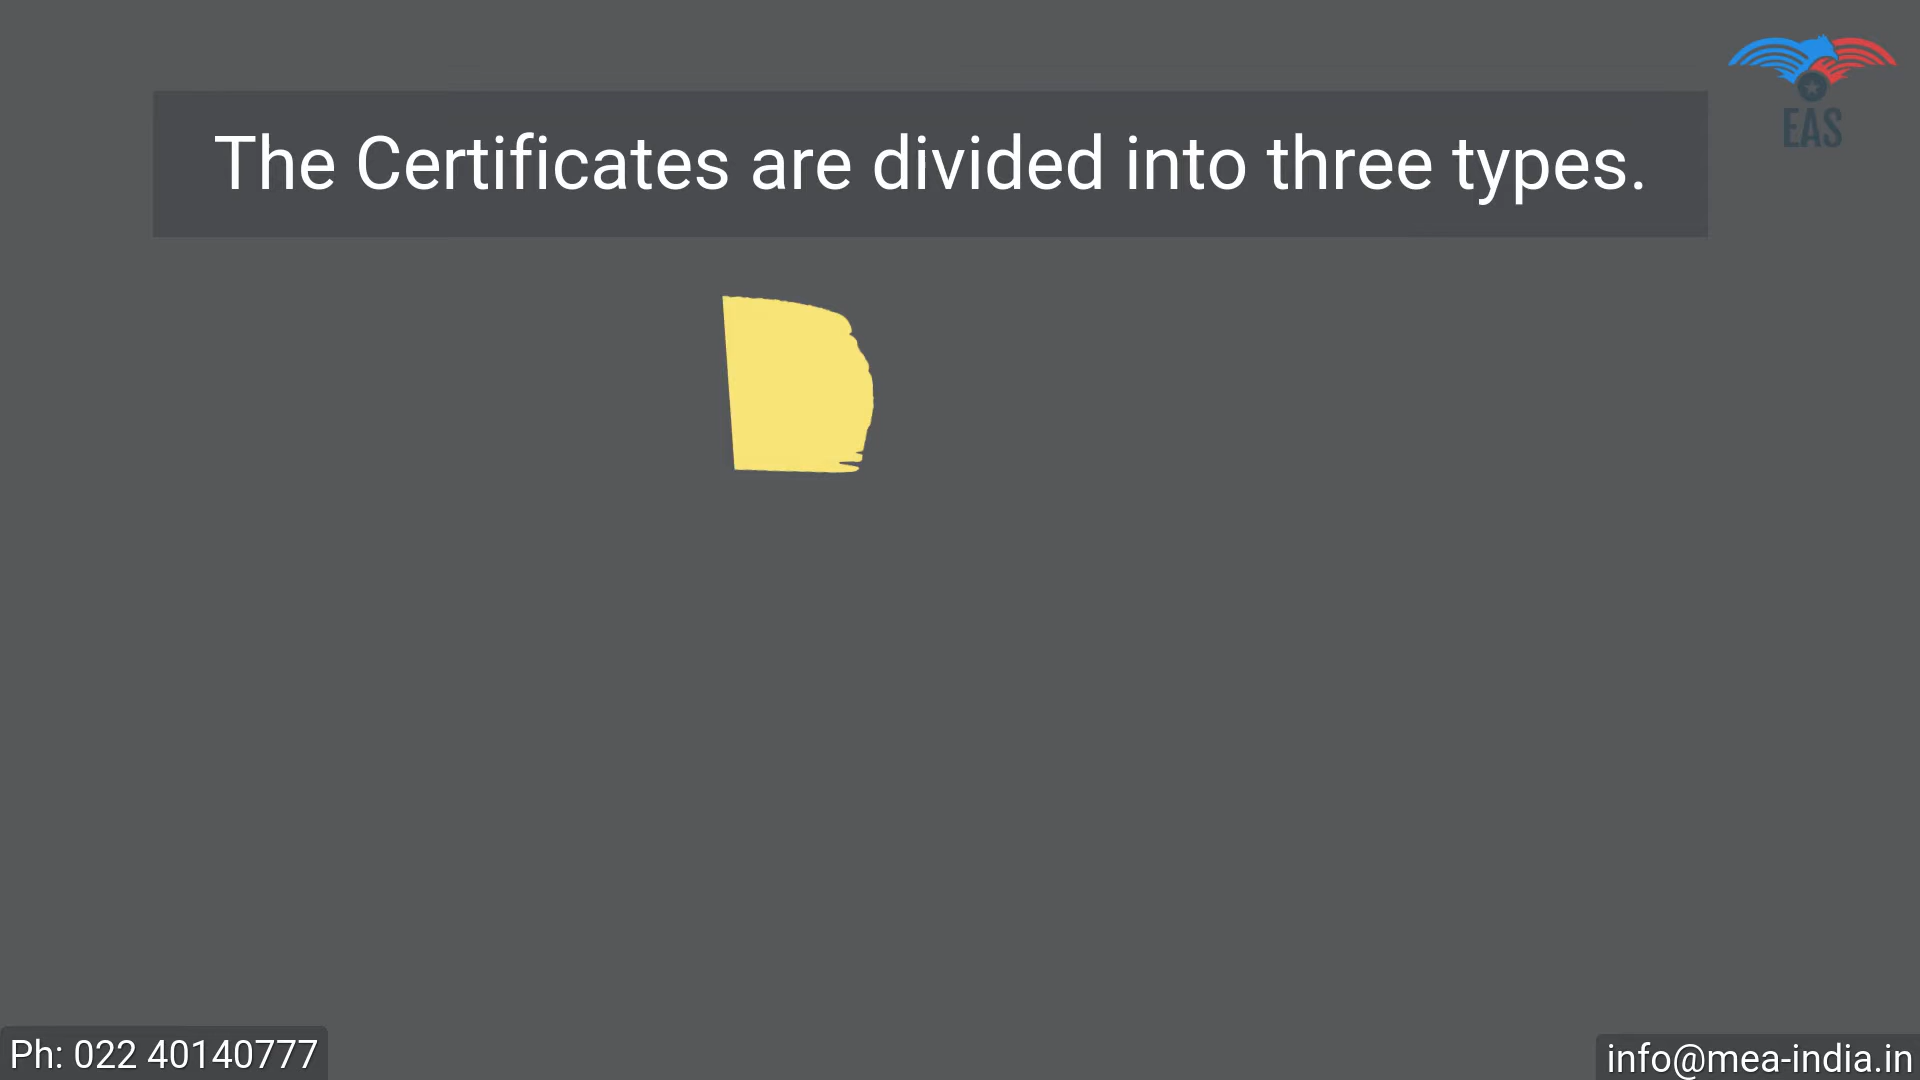 EAS
The Certificates are divided into three types.
Ph: 022 40140777
info@mea-india.in